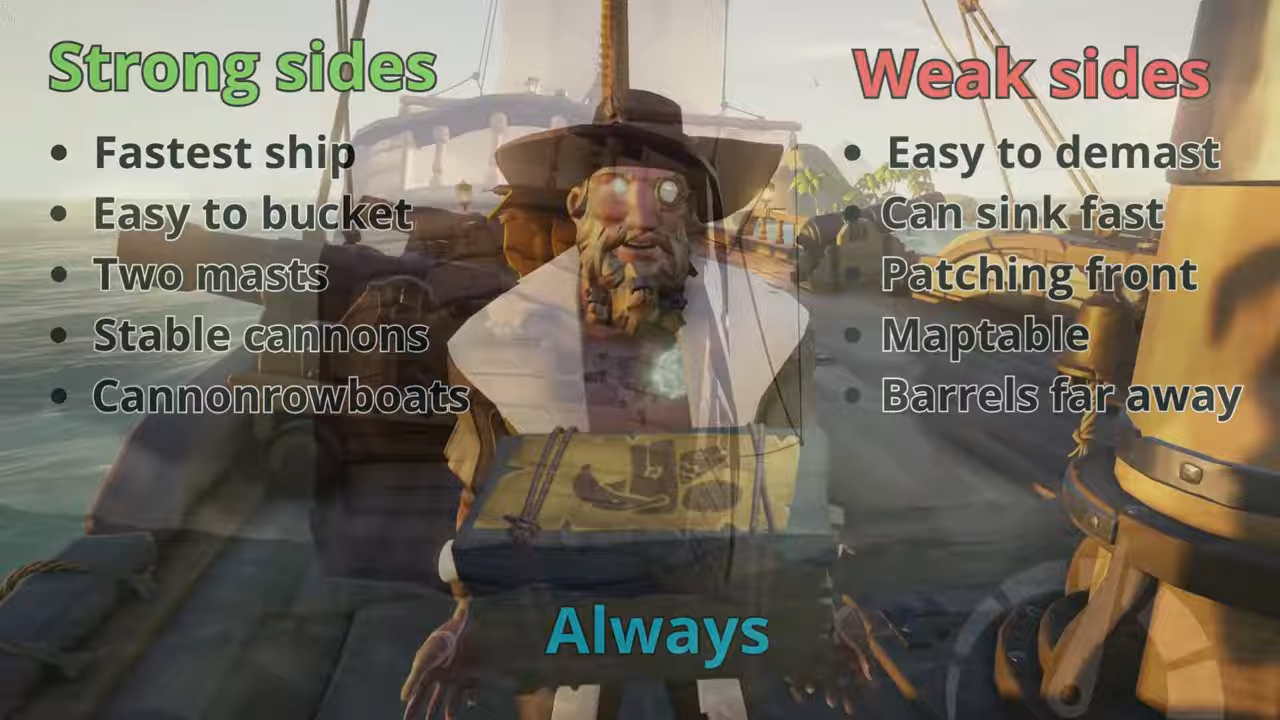 Strong sides
• Fastest ship
• Easy to bucket
• Two masts
• Stable cannons
• Cannonrowboats
Weak sides
• Easy to demast
• Can sink fast
• Patching front
• Maptable
• Barrels far away
Always